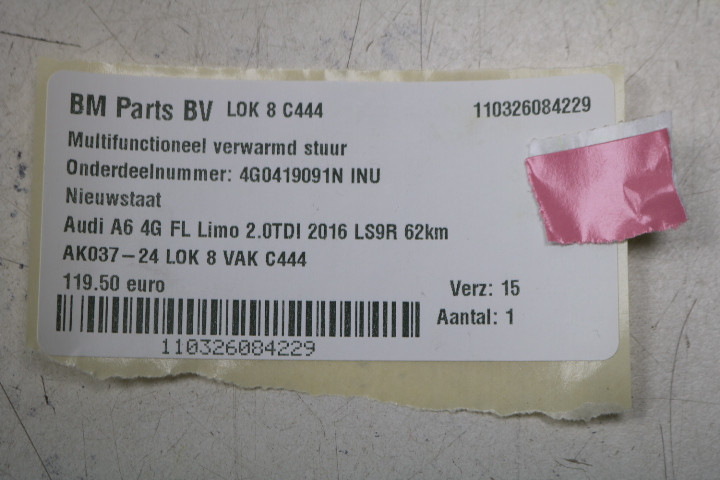 BM Parts BV LOK 8 C444 110326084229
Multifunctioneel verwarmd stuur
Onderdeelnummer: 4G0419091N INU
Nieuwstaat
Audi A6 4G FL Limo 2.0TDI 2016 LS9R 62km
AK037-24 LOK 8 VAK C444
119.50 euro Verz: 15
Aantal: 1
110326084229